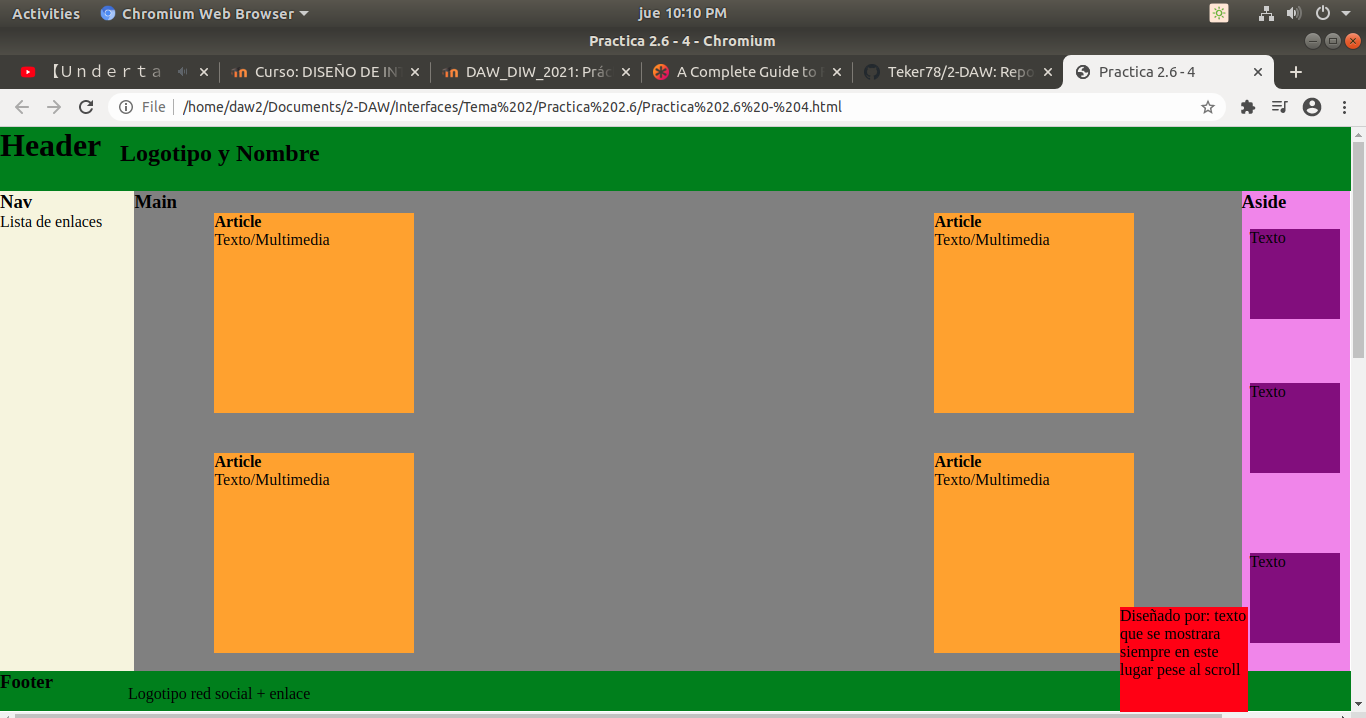 Activities
Chromium Web Browser
jue 10:10 PM
Practica 2.6 - 4 - Chromium
【U n d e r t a
Curso: DISEÑO DE INT
DAW_DIW_2021: Prác
A Complete Guide to
Teker78/2-DAW: Repo
Practica 2.6 - 4
File
/home/daw2/Documents/2-DAW/Interfaces/Tema%202/Practica%202.6/Practica%202.6%20-%204.html
Header
Logotipo y Nombre
Nav
Lista de enlaces
Main
Article
Texto/Multimedia
Article
Texto/Multimedia
Article
Texto/Multimedia
Article
Texto/Multimedia
Aside
Texto
Texto
Texto
Diseñado por: texto
que se mostrara
siempre en este
lugar pese al scroll
Footer
Logotipo red social + enlace